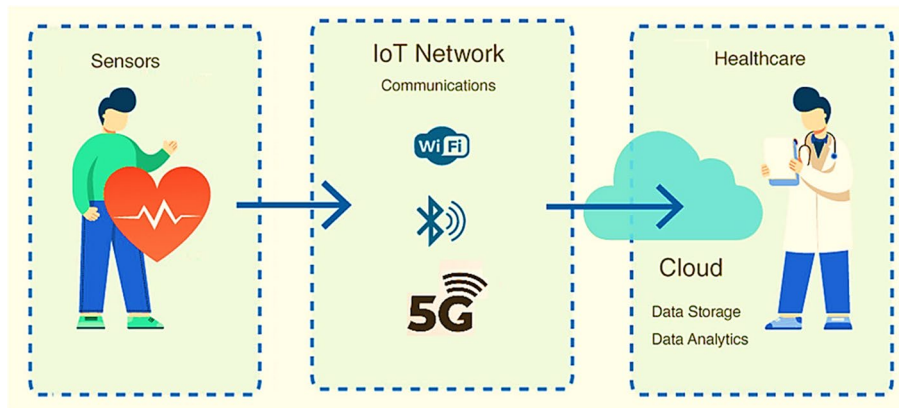 Sensors
IoT Network
Communications
WiFi
5G
Healthcare
Cloud
Data Storage
Data Analytics